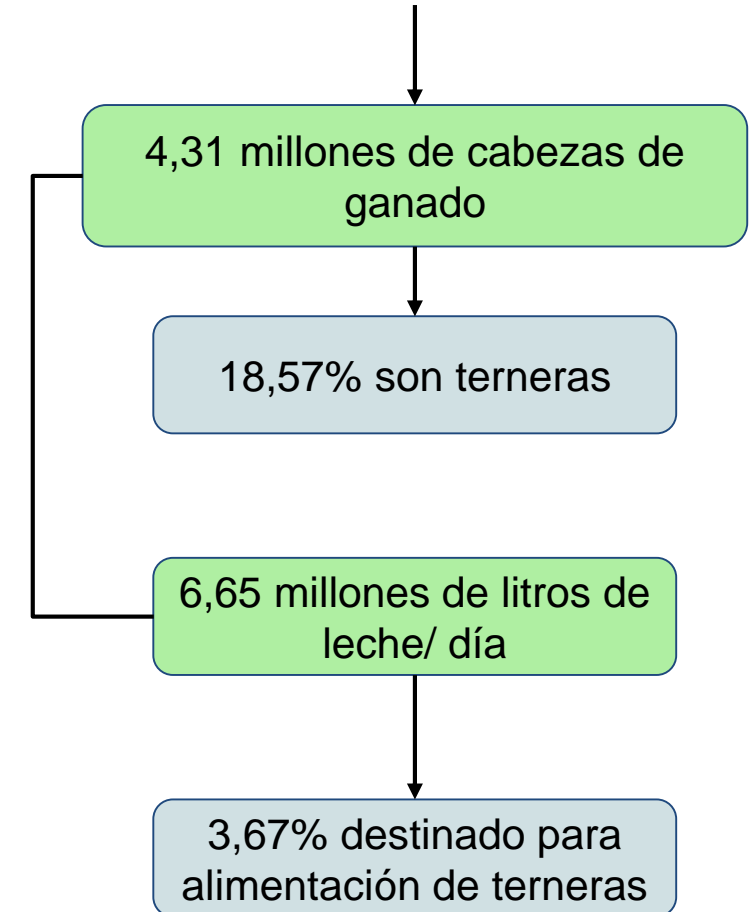 4,31 millones de cabezas de
ganado
18,57% son terneras
6,65 millones de litros de
leche/ día
3,67% destinado para
alimentación de terneras